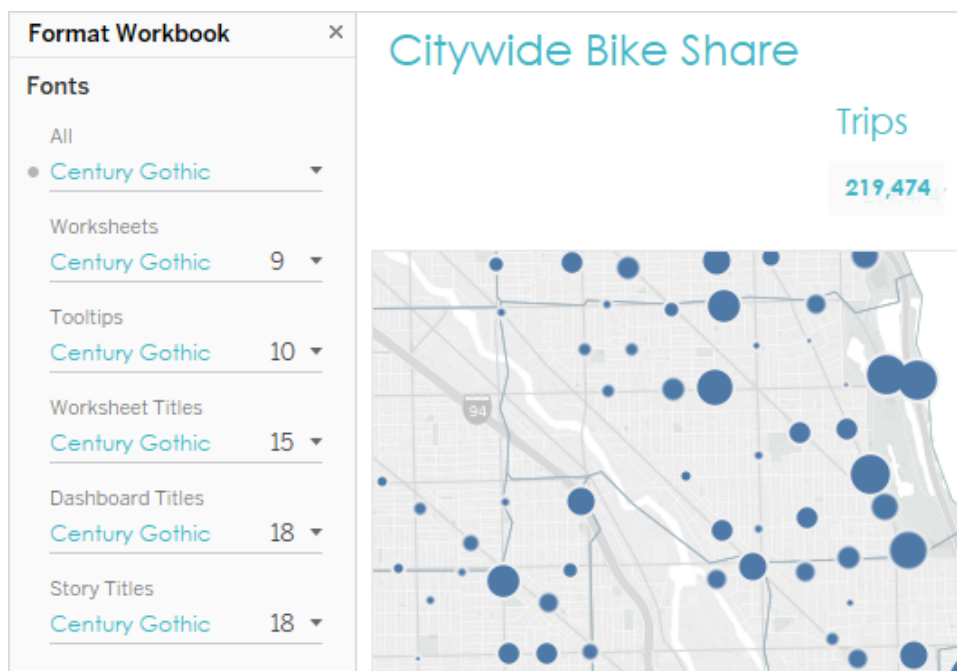 Format Workbook ×
Fonts
All
Century Gothic
Worksheets
Century Gothic 9
Tooltips
Century Gothic 10
Worksheet Titles
Century Gothic 15
Dashboard Titles
Century Gothic 18
Story Titles
Century Gothic 18
Citywide Bike Share
Trips
219,474
94